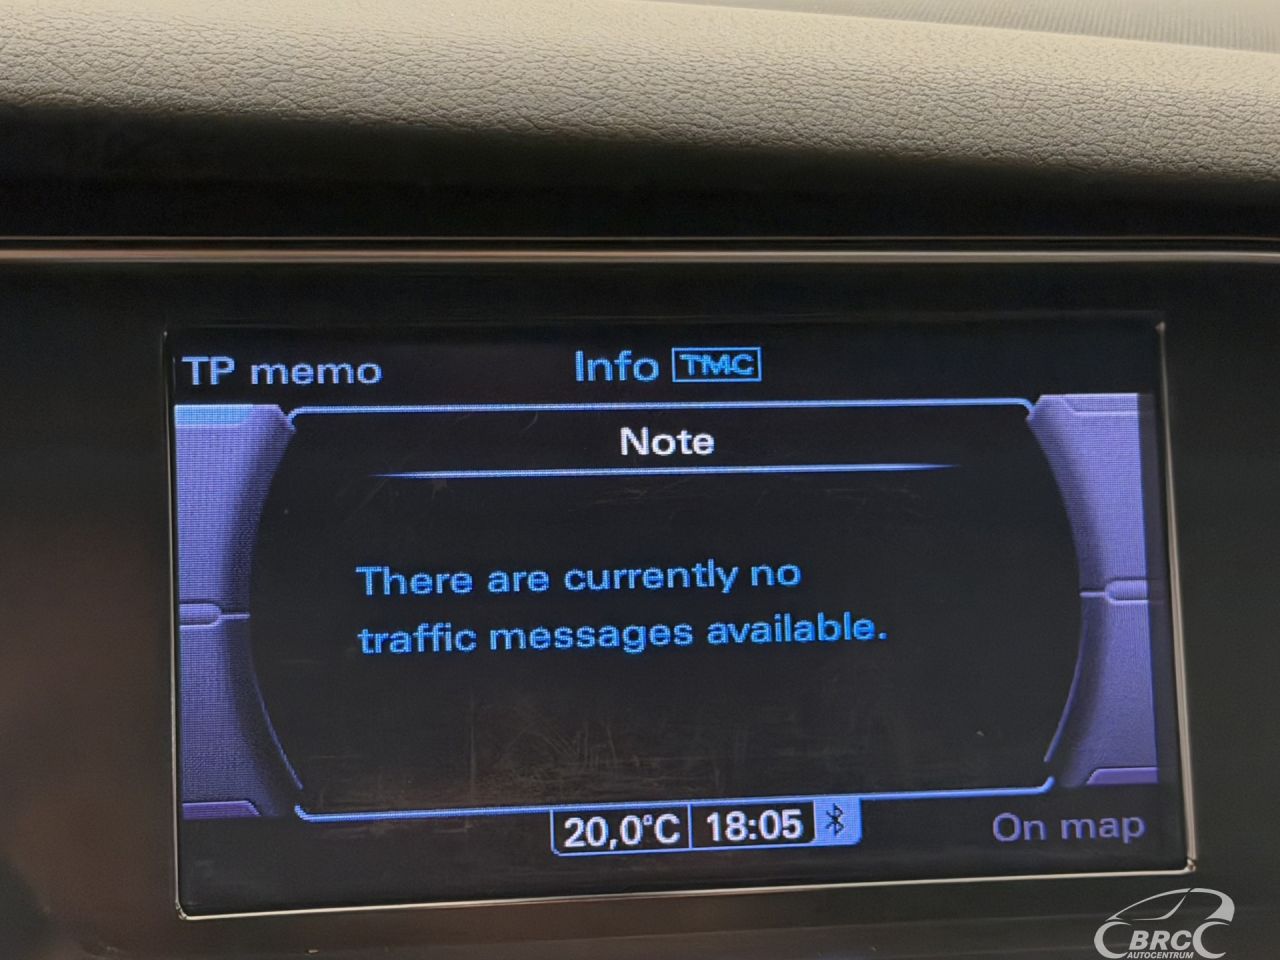 TP memo
Info TMC
Note
There are currently no
traffic messages available.
20,0°C 18:05
On map
BRC
AUTOCENTRUM